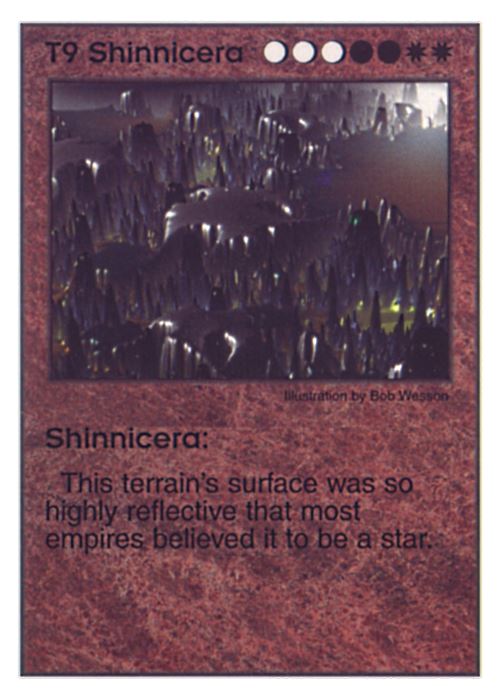 T9 Shinnicera
Illustration by Bob Wesson
Shinnicera:
This terrain's surface was so
highly reflective that most
empires believed it to be a star.